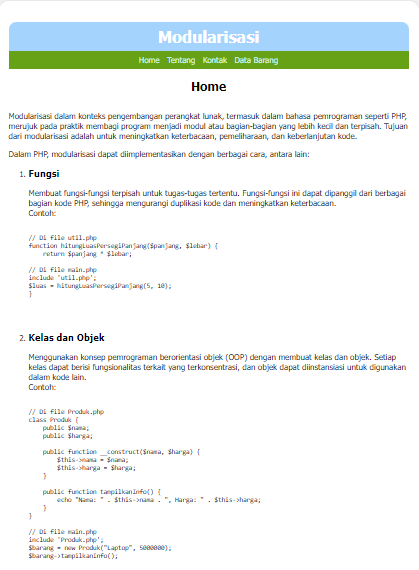 Modularisasi
Home Tentang Kontak Data Barang
Home
Modularisasi dalam konteks pengembangan perangkat lunak, termasuk dalam bahasa pemrograman seperti PHP,
merujuk pada praktik membagi program menjadi modul atau bagian-bagian yang lebih kecil dan terpisah. Tujuan
dari modularisasi adalah untuk meningkatkan keterbacaan, pemeliharaan, dan keberlanjutan kode.
Dalam PHP, modularisasi dapat diimplementasikan dengan berbagai cara, antara lain:
1. Fungsi
Membuat fungsi-fungsi terpisah untuk tugas-tugas tertentu. Fungsi-fungsi ini dapat dipanggil dari berbagai
bagian kode PHP, sehingga mengurangi duplikasi kode dan meningkatkan keterbacaan.
Contoh:
// Di file util.php
function hitungLuasPersegiPanjang($panjang, $lebar) {
return $panjang * $lebar;
// Di file main.php
include 'util.php';
$luas = hitungLuasPersegiPanjang(5, 10);
}
2. Kelas dan Objek
Menggunakan konsep pemrograman berorientasi objek (OOP) dengan membuat kelas dan objek. Setiap
kelas dapat berisi fungsionalitas terkait yang terkonsentrasi, dan objek dapat diinstansiasi untuk digunakan
dalam kode lain.
Contoh:
// Di file Produk.php
class Produk {
public $nama;
public $harga;
public function __construct($nama, $harga) {
$this->nama = $nama;
$this->harga = $harga;
}
public function tampilkanInfo() {
echo "Nama: " . $this->nama . ", Harga: " . $this->harga;
}
}
// Di file main.php
include 'Produk.php';
$barang = new Produk("Laptop", 5000000);
$barang->tampilkanInfo();